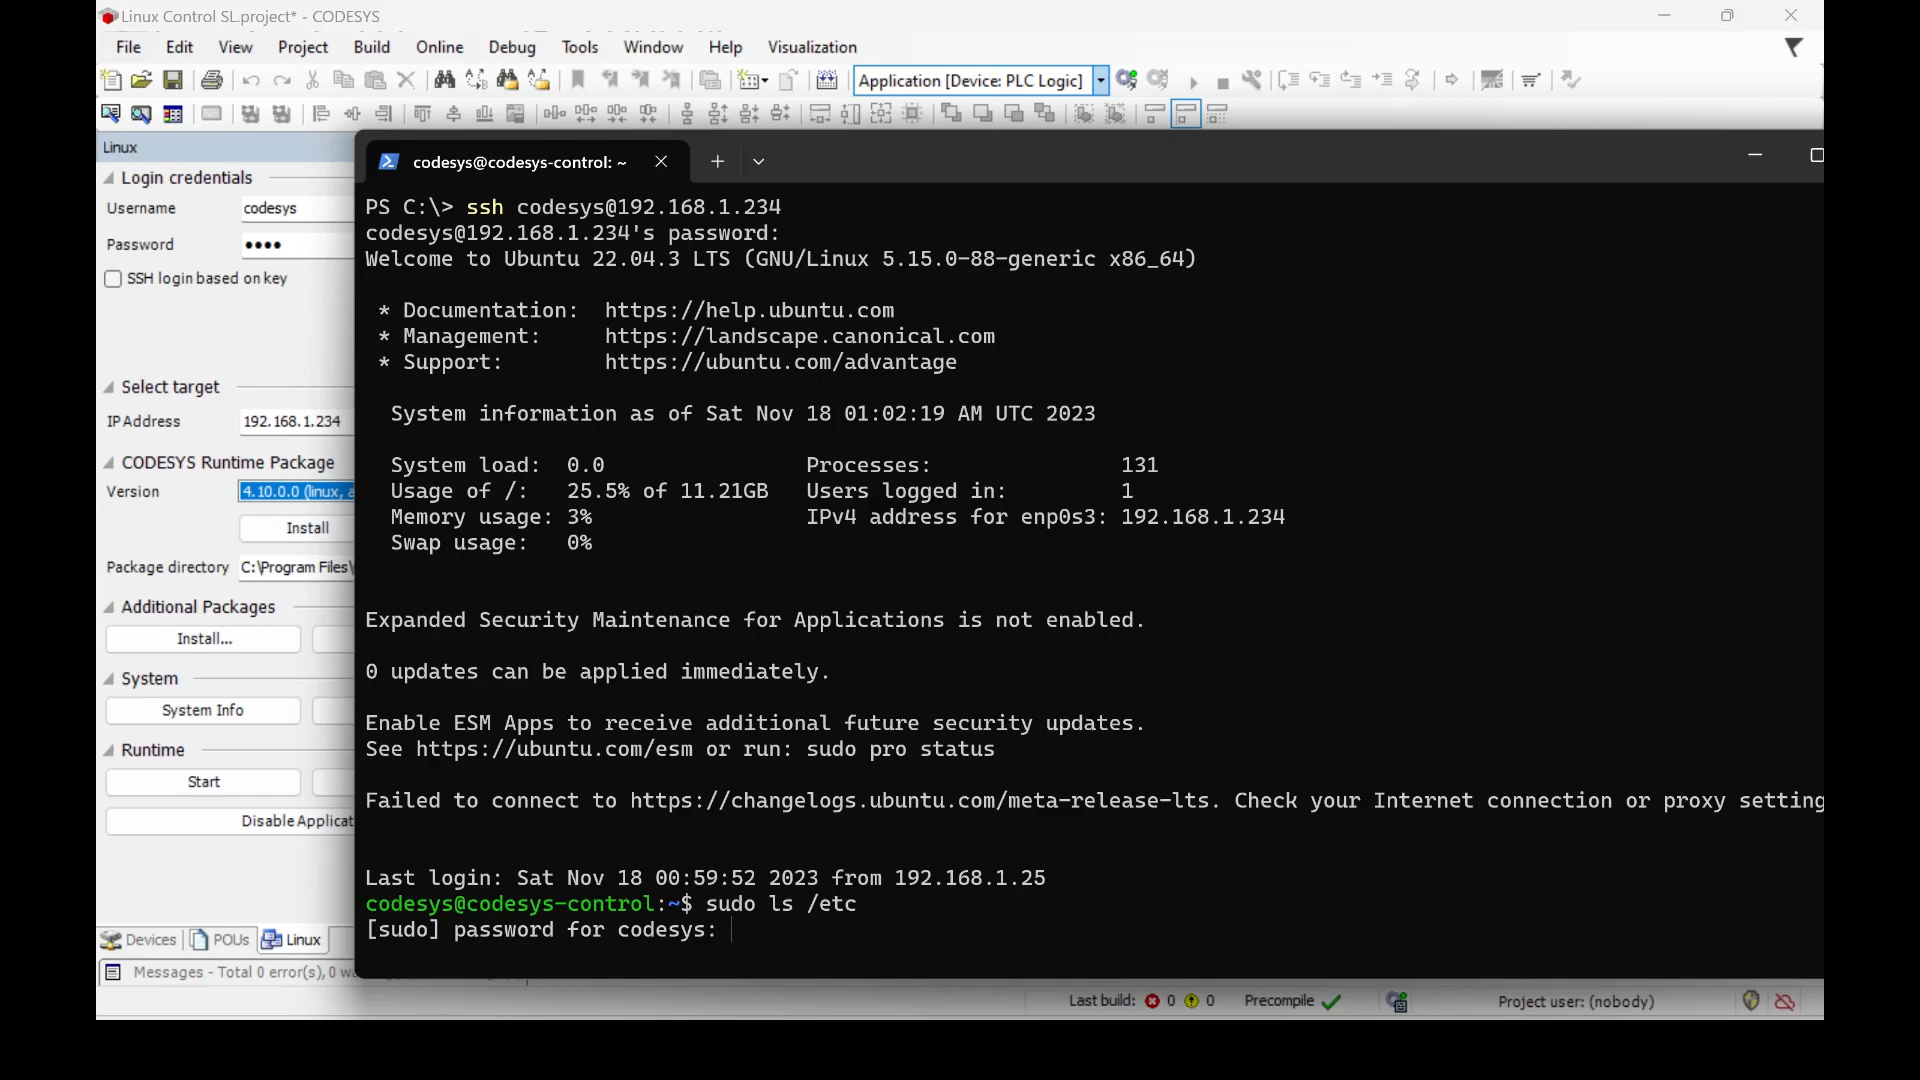 Linux Control SL.project* - CODESYS
File Edit View Project Build Online Debug Tools Window Help Visualization
Application [Device: PLC Logic]
Linux
Login credentials
Username codesys
Password ••••
SSH login based on key
Select target
IP Address 192.168.1.234
CODESYS Runtime Package
Version 4.10.0.0 (linux,
Install
Package directory C:\Program Files\
Additional Packages
Install...
System
System Info
Runtime
Start
Disable Applicat
Devices POUs Linux
Messages - Total 0 error(s), 0 wa
codesys@codesys-control: ~
PS C:\> ssh codesys@192.168.1.234
codesys@192.168.1.234's password:
Welcome to Ubuntu 22.04.3 LTS (GNU/Linux 5.15.0-88-generic x86_64)
* Documentation: https://help.ubuntu.com
* Management: https://landscape.canonical.com
* Support: https://ubuntu.com/advantage
System information as of Sat Nov 18 01:02:19 AM UTC 2023
System load: 0.0 Processes: 131
Usage of /: 25.5% of 11.21GB Users logged in: 1
Memory usage: 3% IPv4 address for enp0s3: 192.168.1.234
Swap usage: 0%
Expanded Security Maintenance for Applications is not enabled.
0 updates can be applied immediately.
Enable ESM Apps to receive additional future security updates.
See https://ubuntu.com/esm or run: sudo pro status
Failed to connect to https://changelogs.ubuntu.com/meta-release-lts. Check your Internet connection or proxy setting
Last login: Sat Nov 18 00:59:52 2023 from 192.168.1.25
codesys@codesys-control:~$ sudo ls /etc
[sudo] password for codesys:
Last build: 0 0 Precompile Project user: (nobody)